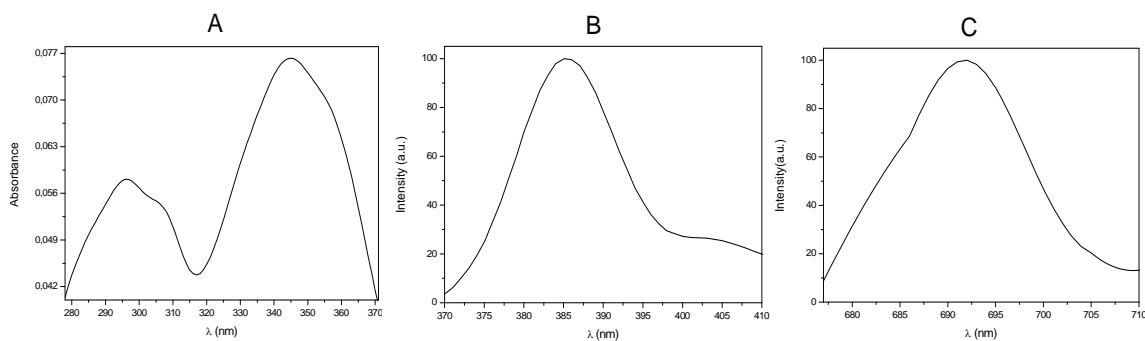 A
B
C
0,077
0,070
0,063
0,056
0,049
0,042
Absorbance
280 290 300 310 320 330 340 350 360 370
λ (nm)
100
80
60
40
20
0
Intensity (a.u.)
370 375 380 385 390 395 400 405 410
λ (nm)
100
80
60
40
20
0
Intensity(a.u.)
680 685 690 695 700 705 710
λ (nm)